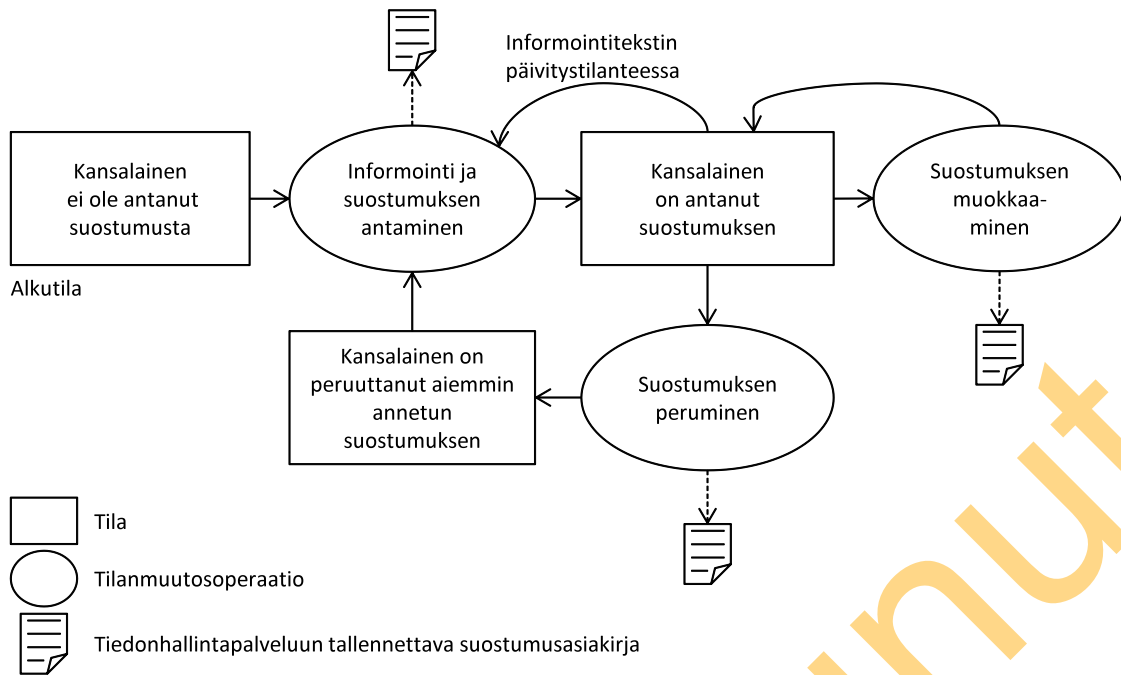 Informointitekstin
päivitystilanteessa
Kansalainen
ei ole antanut
suostumusta
Informointi ja
suostumuksen
antaminen
Kansalainen
on antanut
suostumuksen
Suostumuksen
muokkaa-
minen
Alkutila
Kansalainen on
peruuttanut aiemmin
annetun
suostumuksen
Suostumuksen
peruminen
Tila
Tilanmuutosoperaatio
Tiedonhallintapalveluun tallennettava suostumusasiakirja
nut